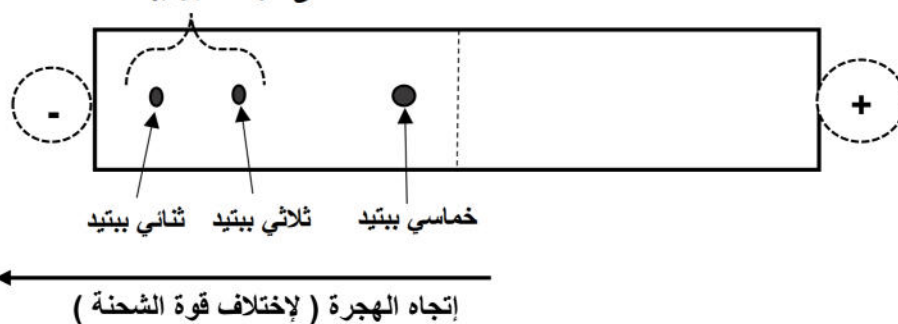 -
+
ثنائي ببتيد ثلاثي ببتيد خماسي ببتيد
إتجاه الهجرة ( لإختلاف قوة الشحنة )